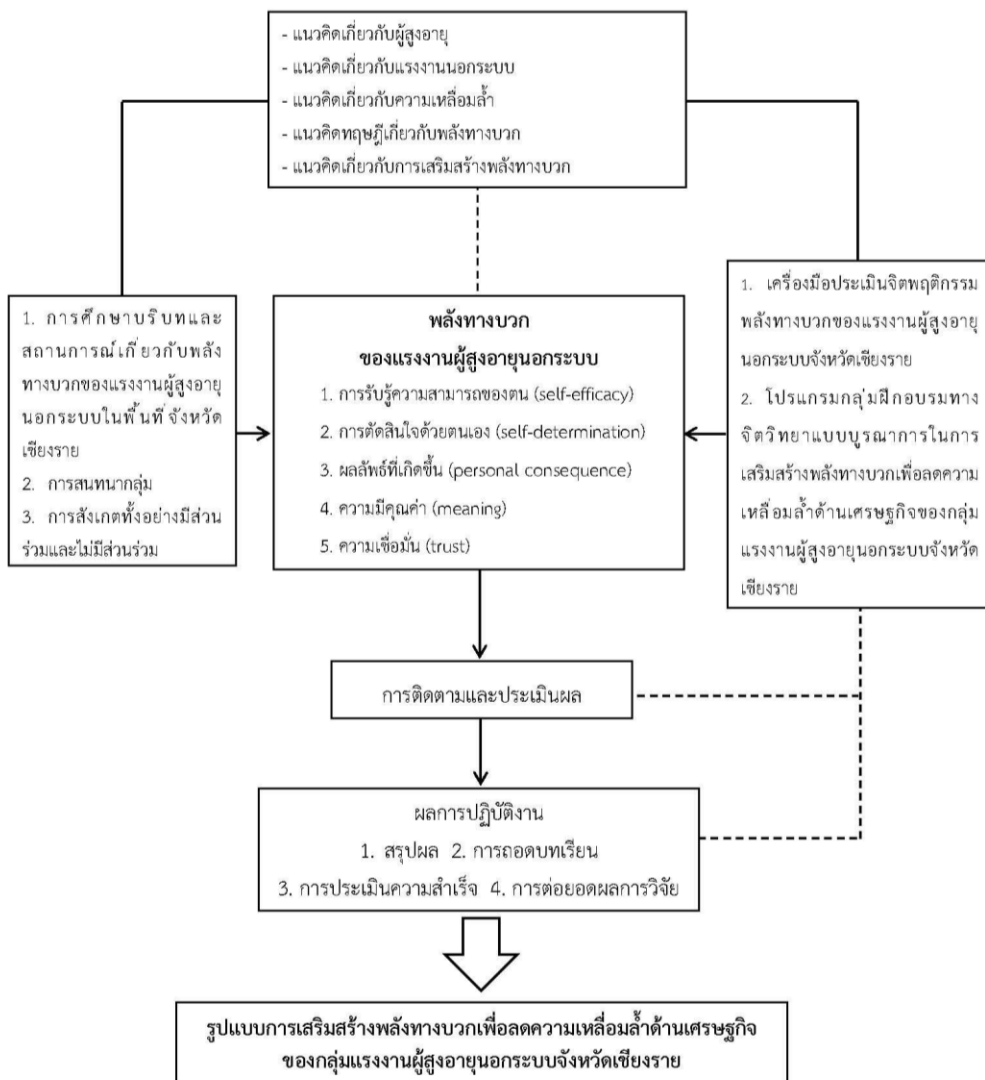 - แนวคิดเกี่ยวกับผู้สูงอายุ
- แนวคิดเกี่ยวกับแรงงานนอกระบบ
- แนวคิดเกี่ยวกับความเหลื่อมล้ำ
- แนวคิดทฤษฎีเกี่ยวกับพลังทางบวก
- แนวคิดเกี่ยวกับการเสริมสร้างพลังทางบวก
1. การศึกษาบริบทและ
สถานการณ์เกี่ยวกับพลัง
ทางบวกของแรงงานผู้สูงอายุ
นอกระบบในพื้นที่จังหวัด
เชียงราย
2. การสนทนากลุ่ม
3. การสังเกตทั้งอย่างมีส่วน
ร่วมและไม่มีส่วนร่วม
พลังทางบวก
ของแรงงานผู้สูงอายุนอกระบบ
1. การรับรู้ความสามารถของตน (self-efficacy)
2. การตัดสินใจด้วยตนเอง (self-determination)
3. ผลลัพธ์ที่เกิดขึ้น (personal consequence)
4. ความมีคุณค่า (meaning)
5. ความเชื่อมั่น (trust)
1. เครื่องมือประเมินจิตพฤติกรรม
พลังทางบวกของแรงงานผู้สูงอายุ
นอกระบบจังหวัดเชียงราย
2. โปรแกรมกลุ่มฝึกอบรมทาง
จิตวิทยาแบบบูรณาการในการ
เสริมสร้างพลังทางบวกเพื่อลดความ
เหลื่อมล้ำด้านเศรษฐกิจของกลุ่ม
แรงงานผู้สูงอายุนอกระบบจังหวัด
เชียงราย
การติดตามและประเมินผล
ผลการปฏิบัติงาน
1. สรุปผล 2. การถอดบทเรียน
3. การประเมินความสำเร็จ 4. การต่อยอดผลการวิจัย
รูปแบบการเสริมสร้างพลังทางบวกเพื่อลดความเหลื่อมล้ำด้านเศรษฐกิจ
ของกลุ่มแรงงานผู้สูงอายุนอกระบบจังหวัดเชียงราย